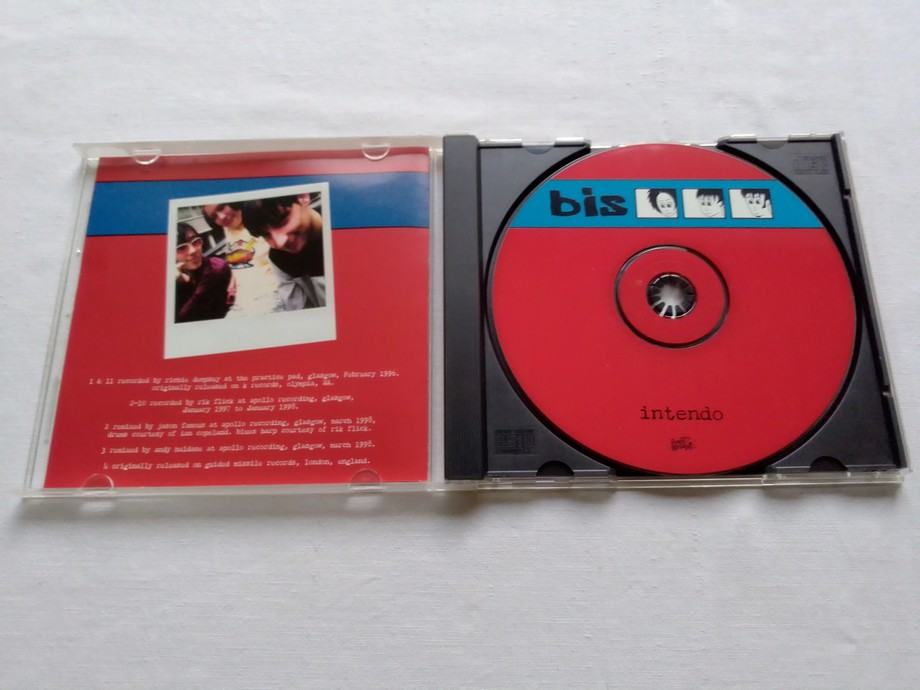 1 & 11 recorded by richie dempsey at the practice pad, glasgow, February 1996.
originally released on k records, olympia, WA.
2-10 recorded by rik flick at apollo recording, glasgow,
January 1997 to January 1998.
2 remixed by jason famous at apollo recording, glasgow, march 1998,
drums courtesy of ian copeland. blues harp courtesy of rik flick.
3 remixed by andy haldane at apollo recording, glasgow, march 1998.
4 originally released on guided missile records, london, england.
bis
intendo